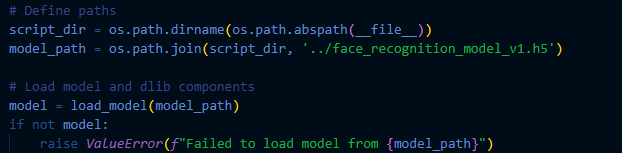 # Define paths
script_dir = os.path.dirname(os.path.abspath(__file__))
model_path = os.path.join(script_dir, '../face_recognition_model_v1.h5')
# Load model and dlib components
model = load_model(model_path)
if not model:
    raise ValueError(f"Failed to load model from {model_path}")